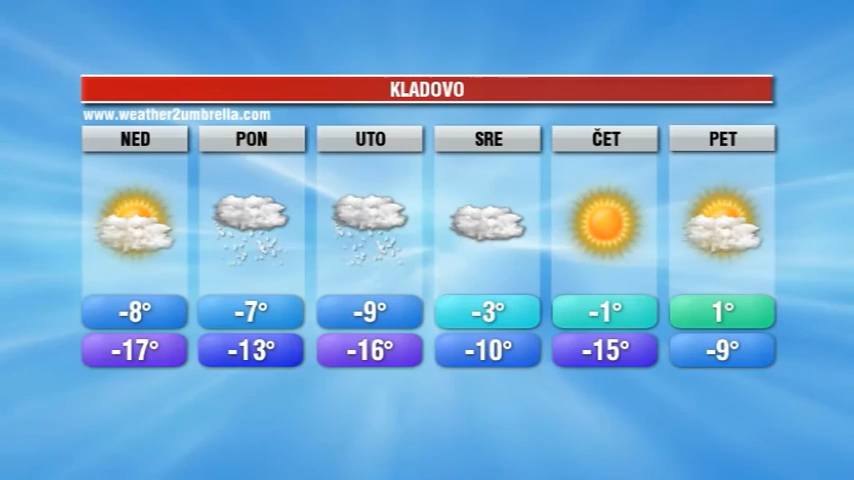 KLADOVO
www.weather2umbrella.com
NED PON UTO SRE ČET PET
-8° -7° -9° -3° -1° 1°
-17° -13° -16° -10° -15° -9°